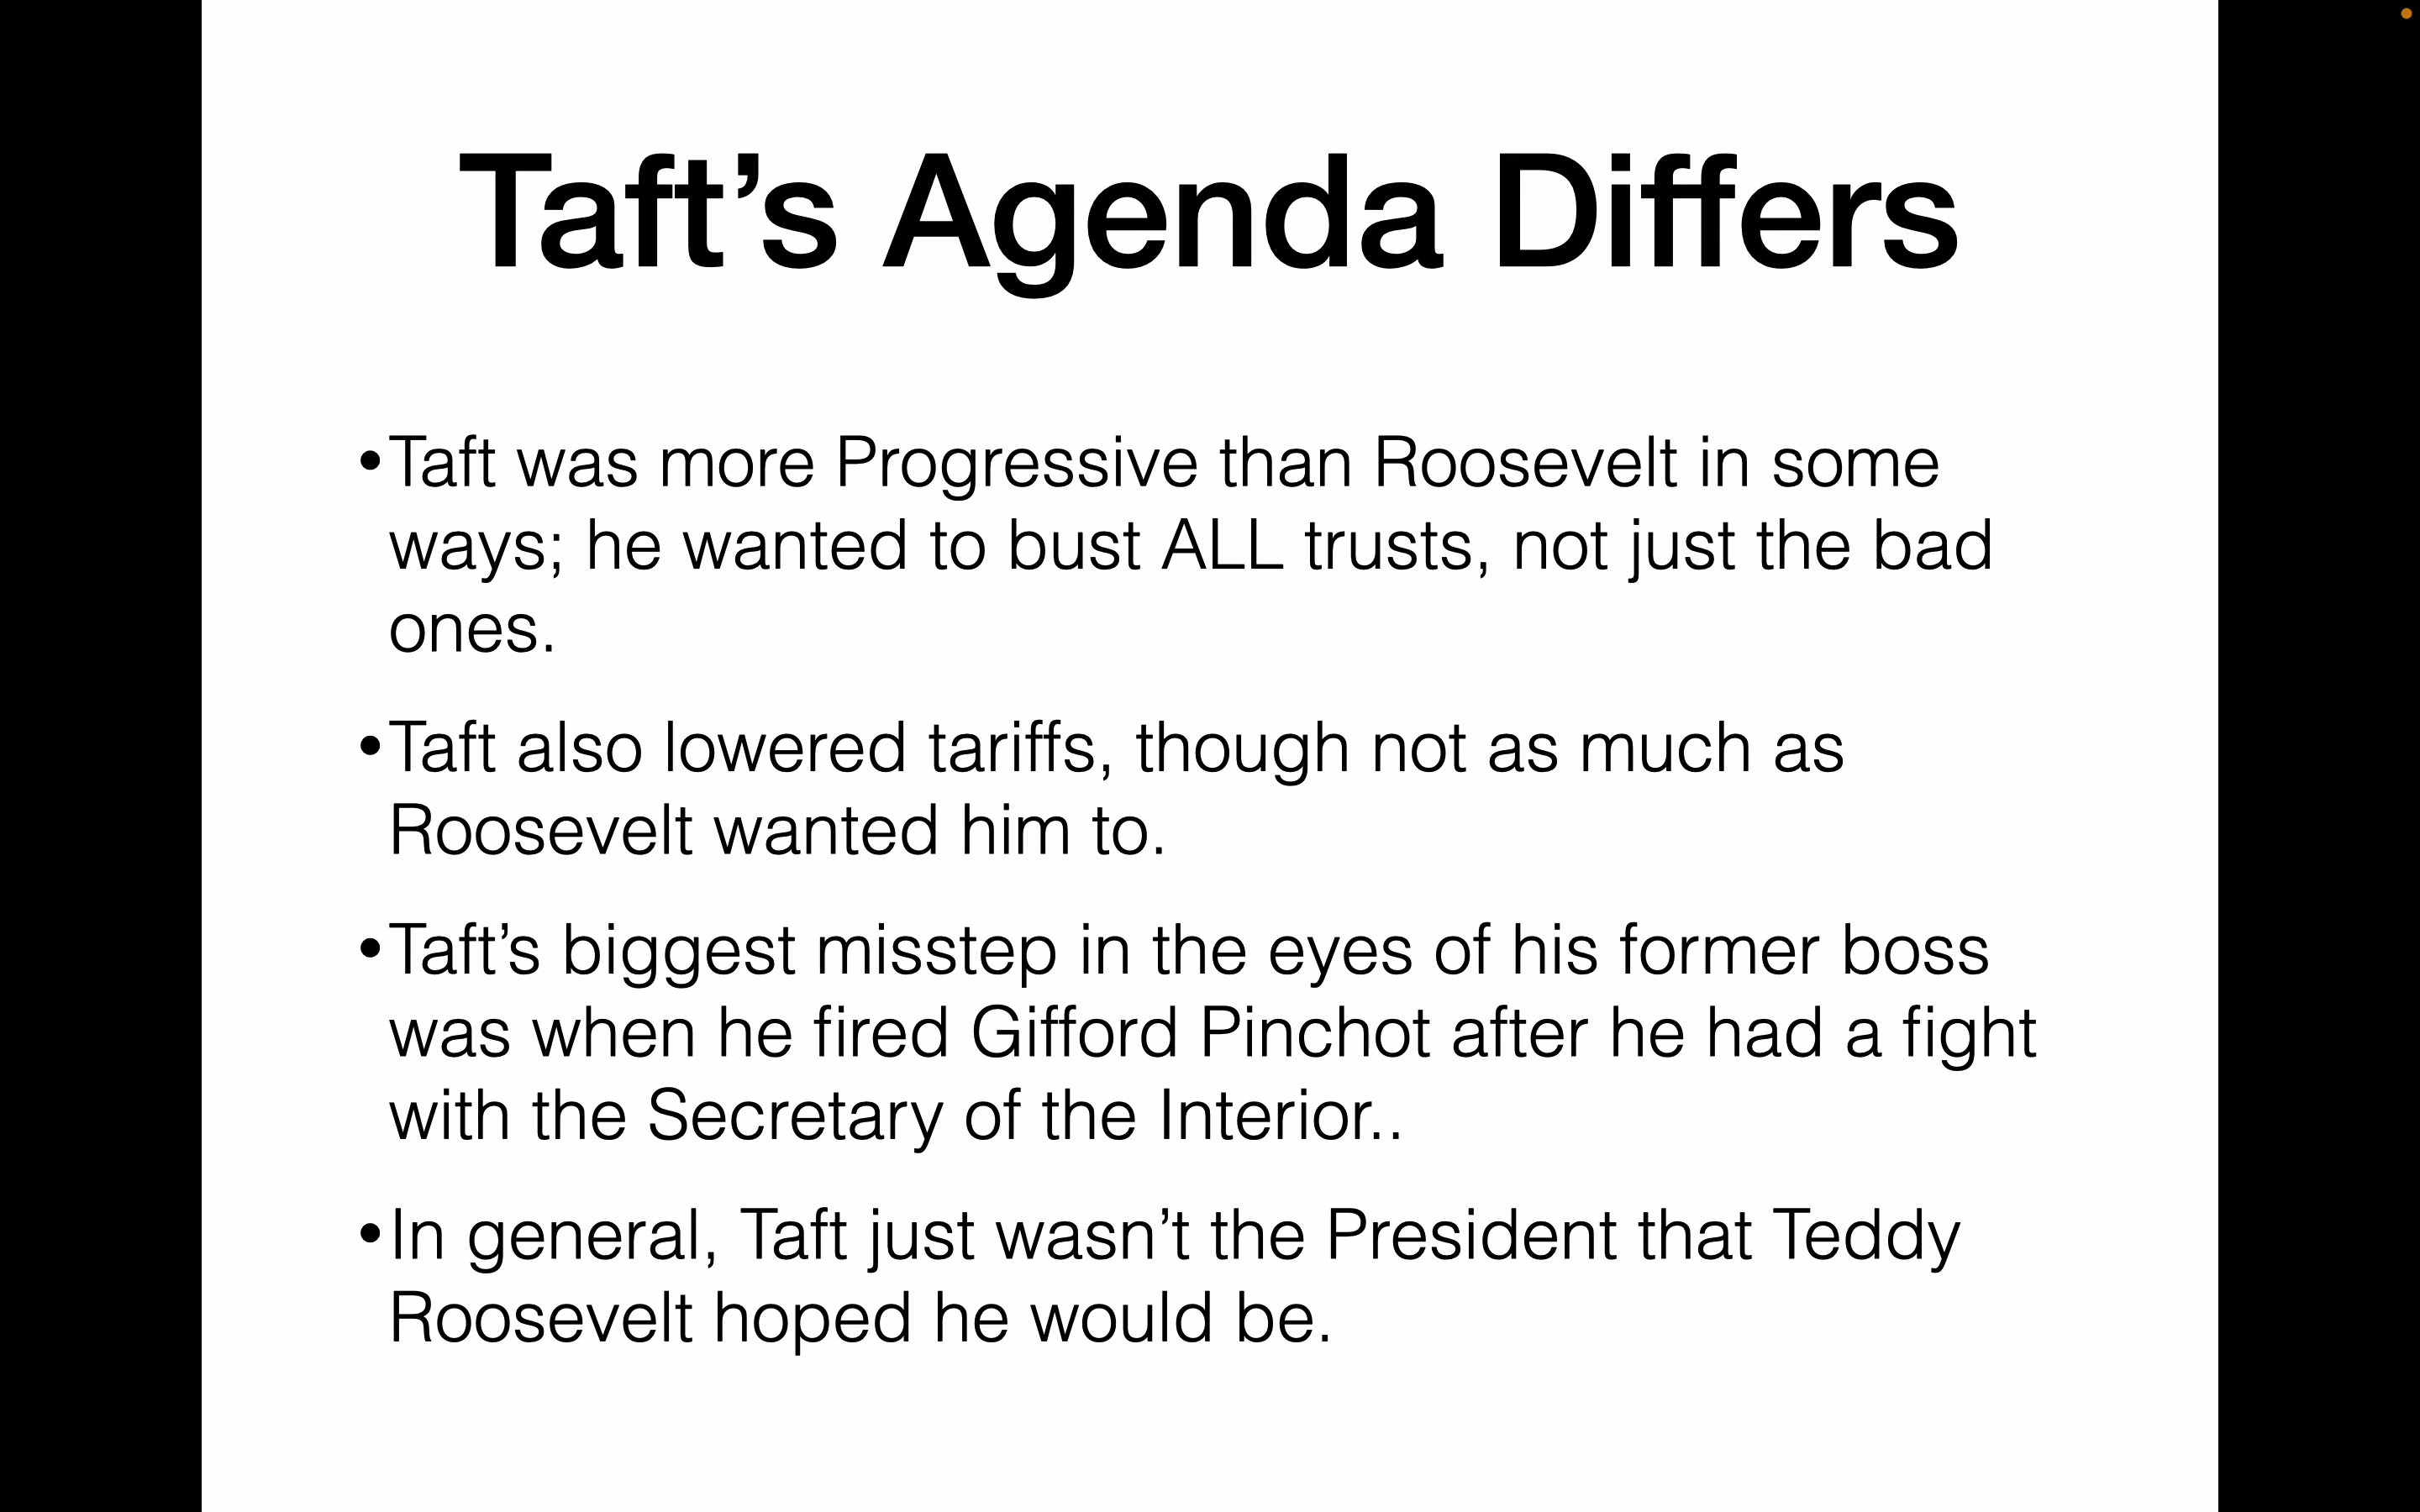 Taft’s Agenda Differs
•Taft was more Progressive than Roosevelt in some
ways; he wanted to bust ALL trusts, not just the bad
ones.
•Taft also lowered tariffs, though not as much as
Roosevelt wanted him to.
•Taft’s biggest misstep in the eyes of his former boss
was when he fired Gifford Pinchot after he had a fight
with the Secretary of the Interior..
•In general, Taft just wasn’t the President that Teddy
Roosevelt hoped he would be.